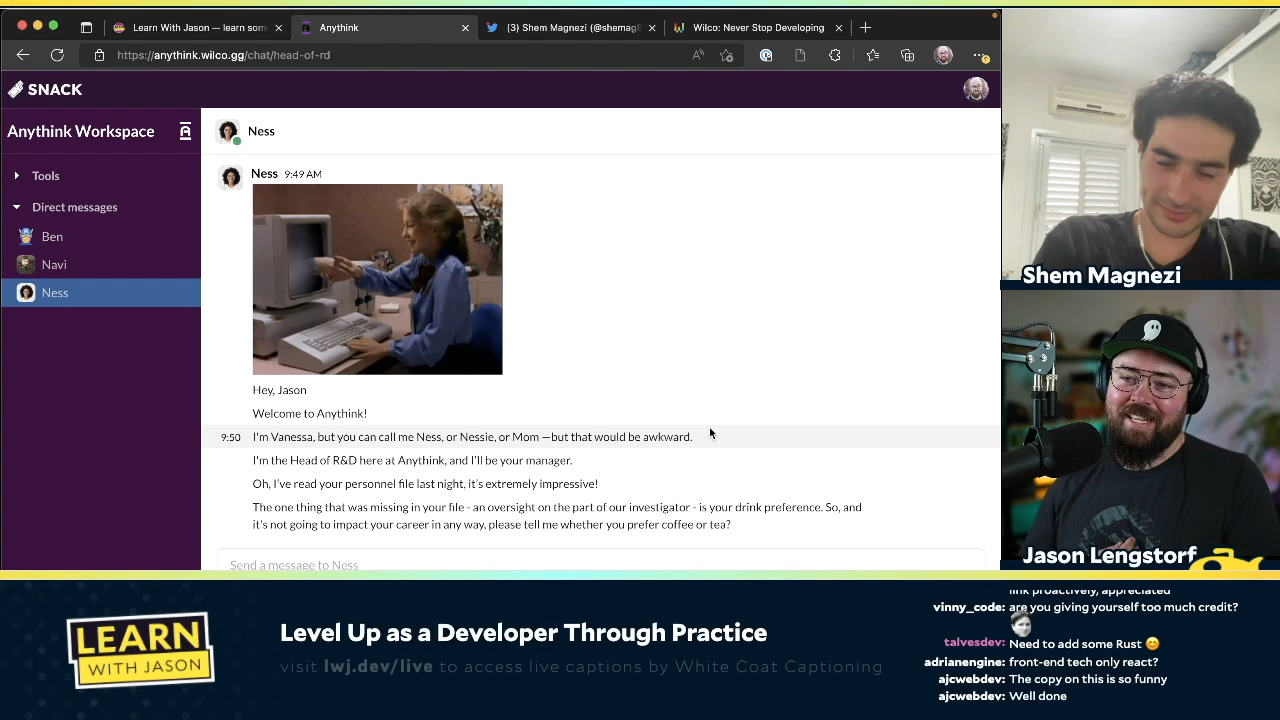 Learn With Jason — learn som
Anythink
(3) Shem Magnezi (@shemag
Wilco: Never Stop Developing
https://anythink.wilco.gg/chat/head-of-rd
SNACK
Anythink Workspace
Tools
Direct messages
Ben
Navi
Ness
Ness
Ness 9:49 AM
Hey, Jason
Welcome to Anythink!
9:50 I'm Vanessa, but you can call me Ness, or Nessie, or Mom —but that would be awkward.
I'm the Head of R&D here at Anythink, and I'll be your manager.
Oh, I've read your personnel file last night, it's extremely impressive!
The one thing that was missing in your file - an oversight on the part of our investigator - is your drink preference. So, and
it's not going to impact your career in any way, please tell me whether you prefer coffee or tea?
Send a message to Ness
Shem Magnezi
Jason Lengstorf
LEARN
WITH JASON
Level Up as a Developer Through Practice
visit lwj.dev/live to access live captions by White Coat Captioning
link proactively, appreciated
vinny_code: are you giving yourself too much credit?
talvesdev: Need to add some Rust 😊
adrianengine: front-end tech only react?
ajcwebdev: The copy on this is so funny
ajcwebdev: Well done